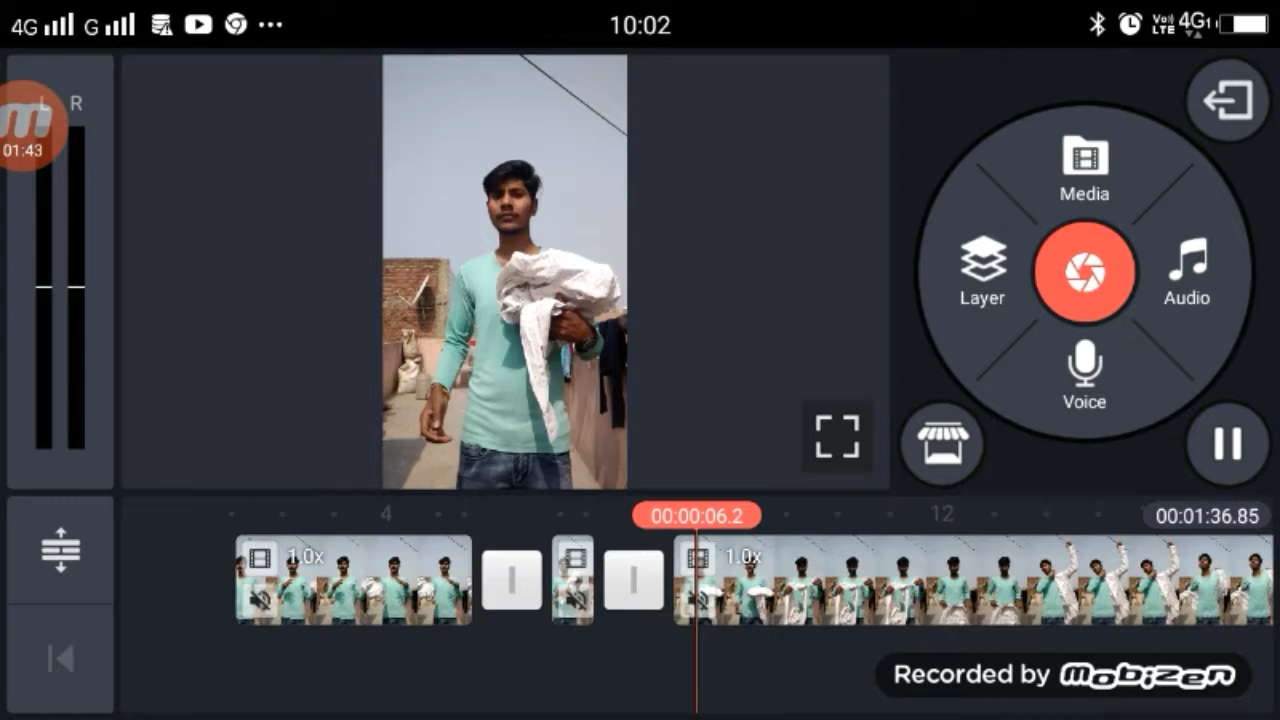 4G G 10:02 VoLTE 4G
L R
01:43
Media
Layer
Audio
Voice
4
00:00:06.2
12
00:01:36.85
1.0x
1.0x
Recorded by mobizen